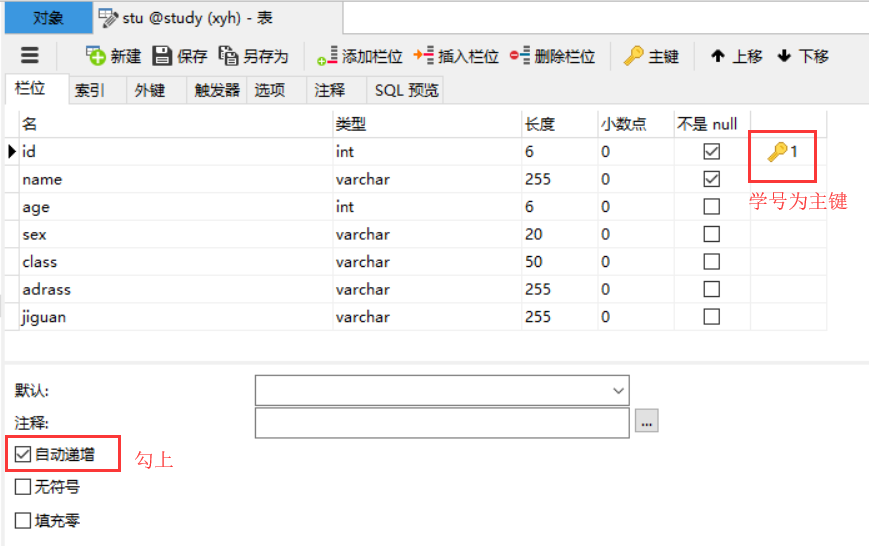 对象 stu @study (xyh) - 表
新建 保存 另存为 添加栏位 插入栏位 删除栏位 主键 上移 下移
栏位 索引 外键 触发器 选项 注释 SQL 预览
名 类型 长度 小数点 不是 null
id int 6 0 1
name varchar 255 0
age int 6 0
sex varchar 20 0
class varchar 50 0
adrass varchar 255 0
jiguan varchar 255 0
学号为主键
默认:
注释: ...
自动递增 勾上
无符号
填充零